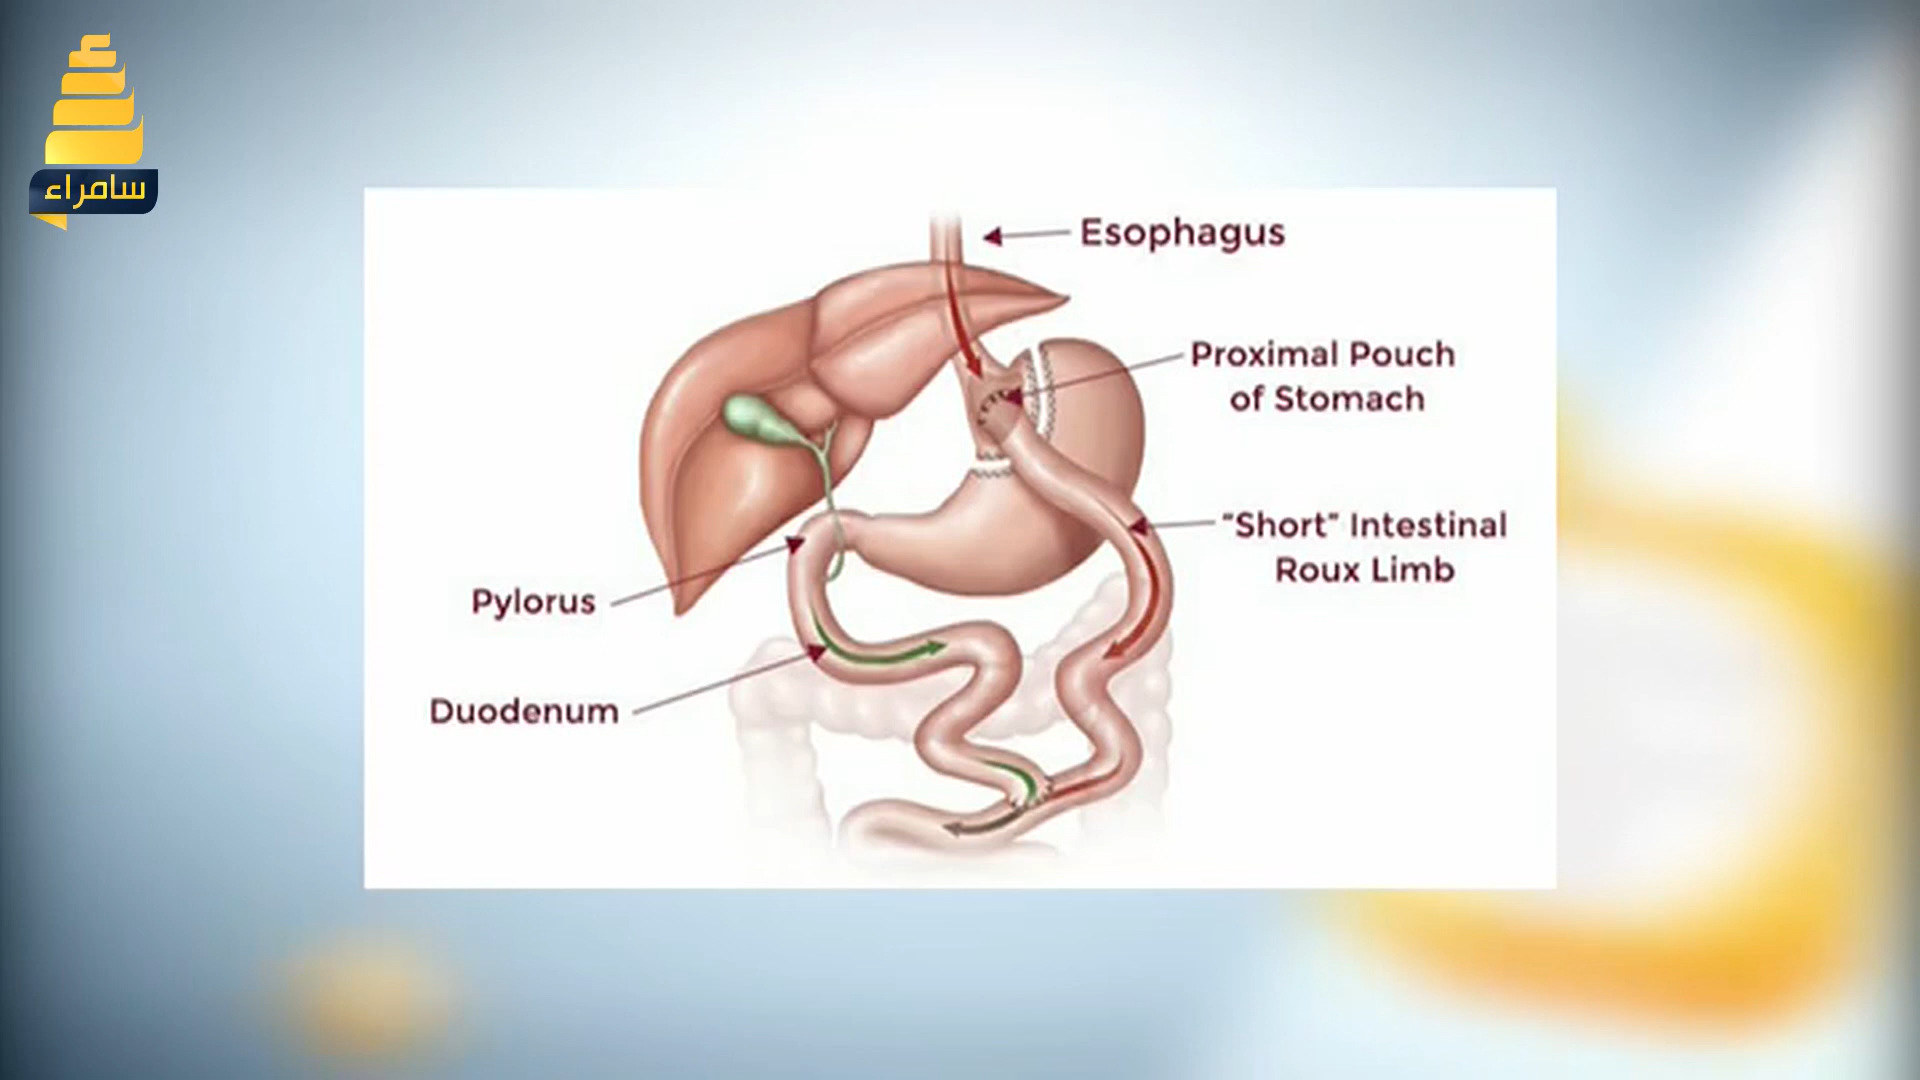 سامراء
Esophagus
Proximal Pouch
of Stomach
"Short" Intestinal
Roux Limb
Pylorus
Duodenum